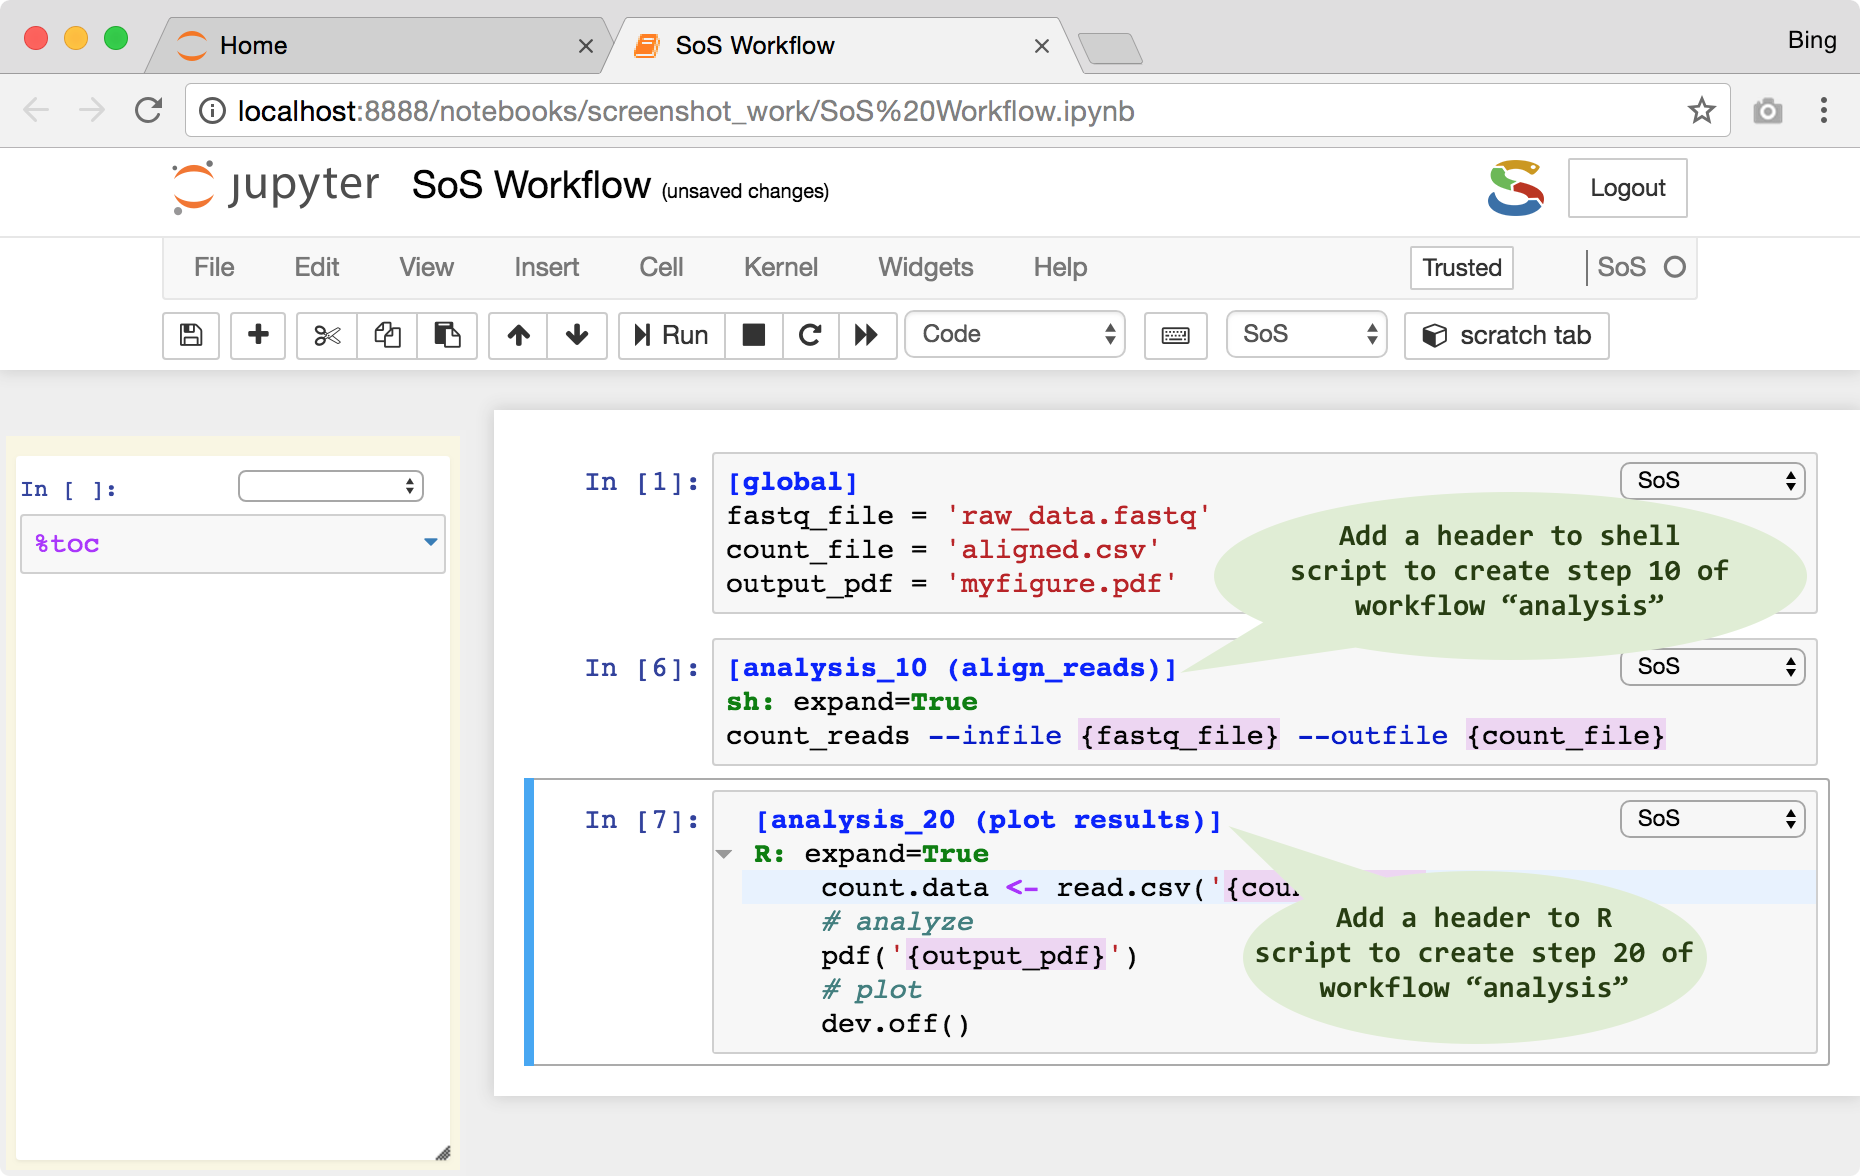 Home
SoS Workflow
Bing
localhost:8888/notebooks/screenshot_work/SoS%20Workflow.ipynb
jupyter SoS Workflow (unsaved changes)
Logout
File Edit View Insert Cell Kernel Widgets Help Trusted SoS
Run Code SoS scratch tab
In [ ]:
%toc
In [1]: [global] SoS
fastq_file = 'raw_data.fastq'
count_file = 'aligned.csv'
output_pdf = 'myfigure.pdf'
Add a header to shell
script to create step 10 of
workflow “analysis”
In [6]: [analysis_10 (align_reads)] SoS
sh: expand=True
count_reads --infile {fastq_file} --outfile {count_file}
In [7]: [analysis_20 (plot results)] SoS
R: expand=True
count.data <- read.csv('{cou
# analyze
pdf('{output_pdf}')
# plot
dev.off()
Add a header to R
script to create step 20 of
workflow “analysis”